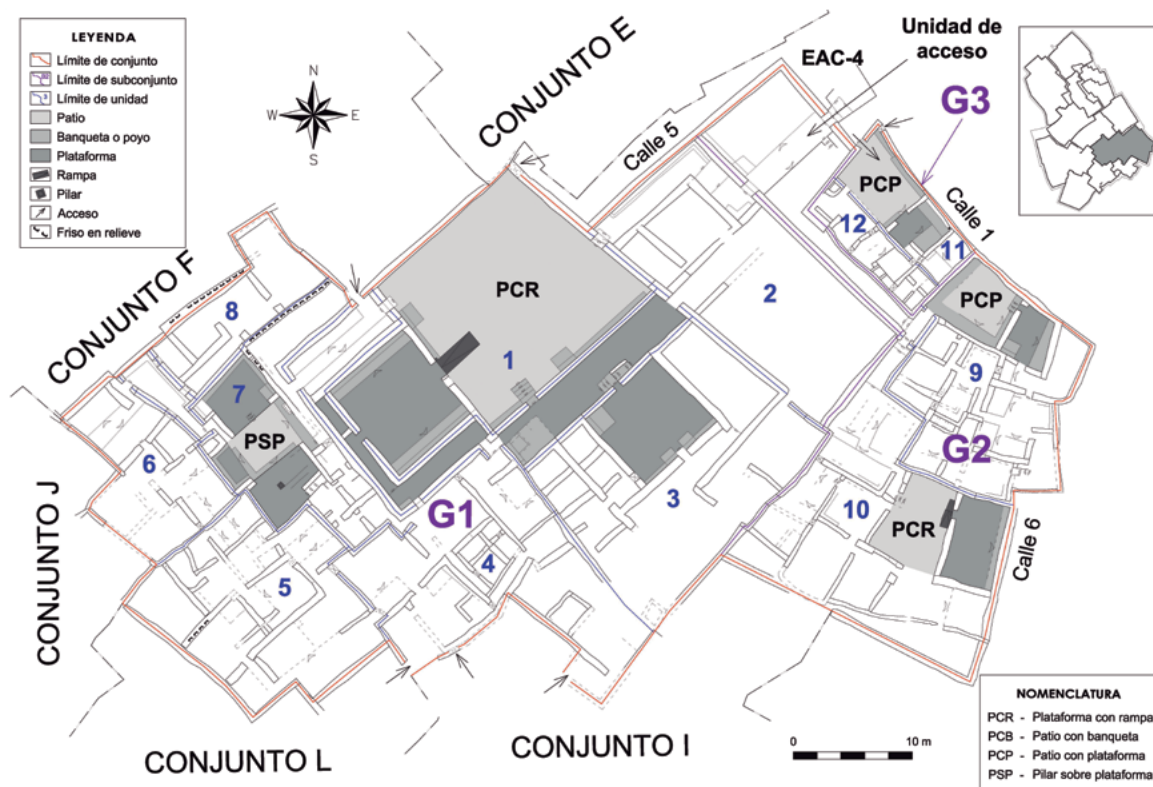 LEYENDA
Límite de conjunto
Límite de subconjunto
Límite de unidad
Patio
Banqueta o poyo
Plataforma
Rampa
Pilar
Acceso
Friso en relieve
N
W
E
S
CONJUNTO E
Calle 5
EAC-4
Unidad de
acceso
G3
PCP
12
11
Calle 1
PCP
CONJUNTO F
8
PCR
1
2
7
PSP
6
9
G2
CONJUNTO J
G1
3
10
PCR
Calle 6
4
5
CONJUNTO L
CONJUNTO I
0
10 m
NOMENCLATURA
PCR - Plataforma con rampa
PCB - Patio con banqueta
PCP - Patio con plataforma
PSP - Pilar sobre plataforma